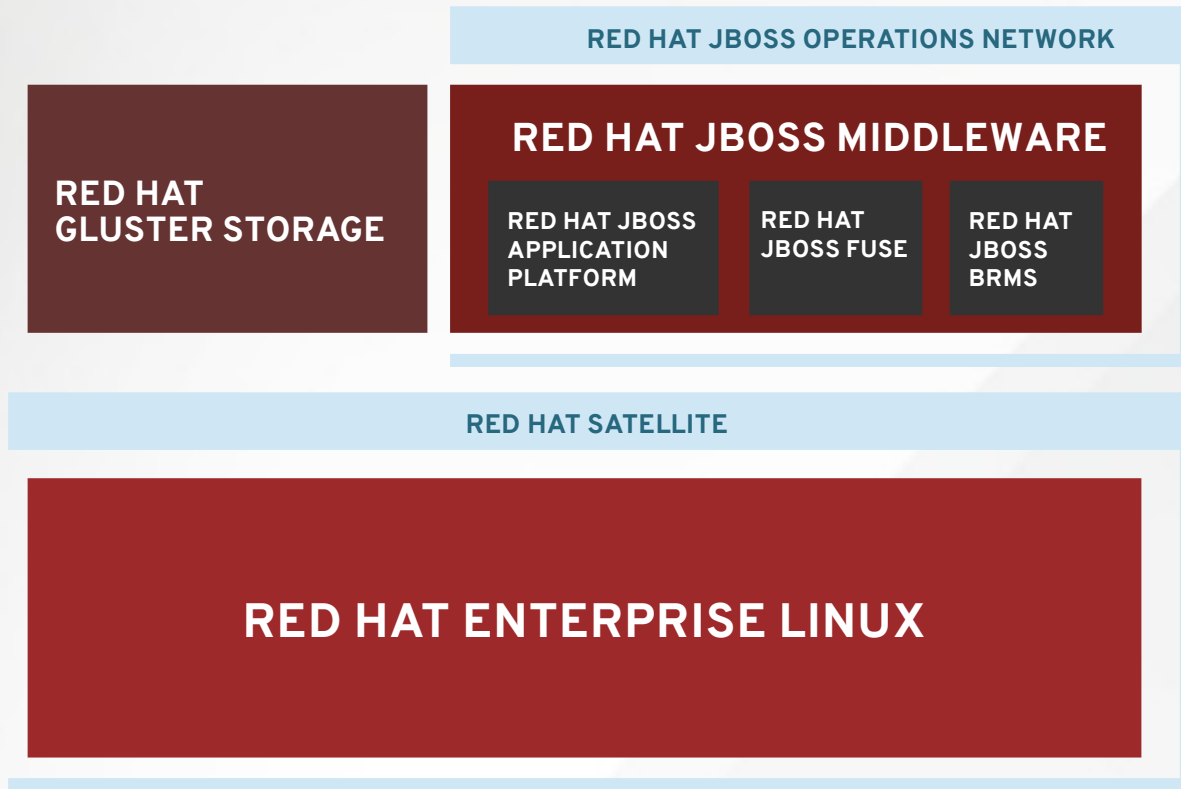 RED HAT JBOSS OPERATIONS NETWORK
RED HAT
GLUSTER STORAGE
RED HAT JBOSS MIDDLEWARE
RED HAT JBOSS
APPLICATION
PLATFORM
RED HAT
JBOSS FUSE
RED HAT
JBOSS
BRMS
RED HAT SATELLITE
RED HAT ENTERPRISE LINUX